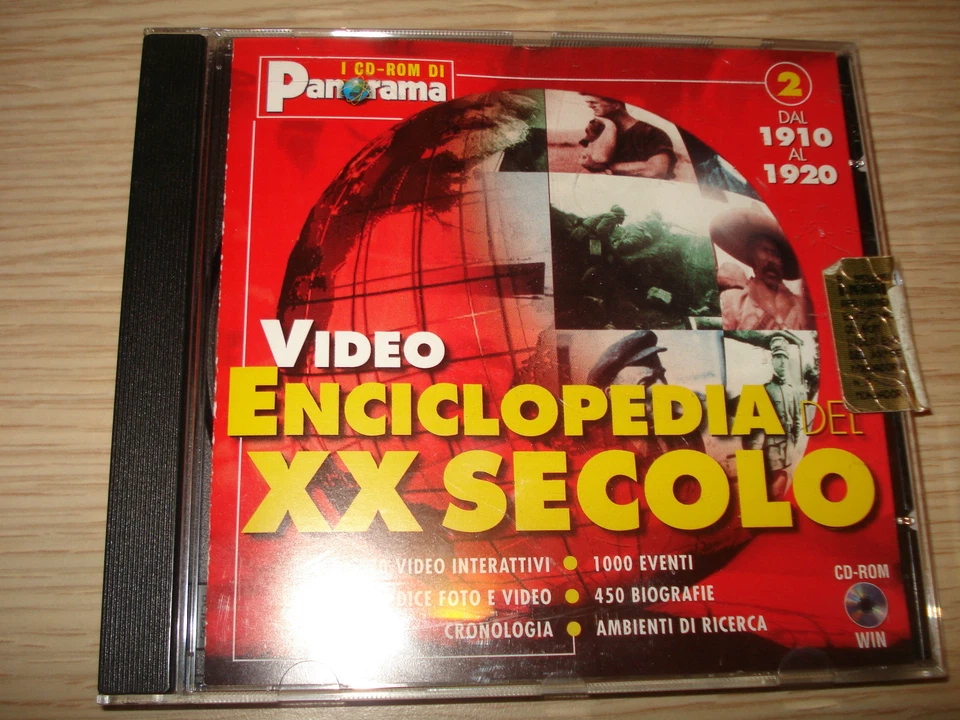 I CD-ROM DI
Panorama
2
DAL
1910
AL
1920
VIDEO
ENCICLOPEDIA DEL
XX SECOLO
VIDEO INTERATTIVI • 1000 EVENTI
FOTO E VIDEO • 450 BIOGRAFIE
CRONOLOGIA • AMBIENTI DI RICERCA
CD-ROM
WIN